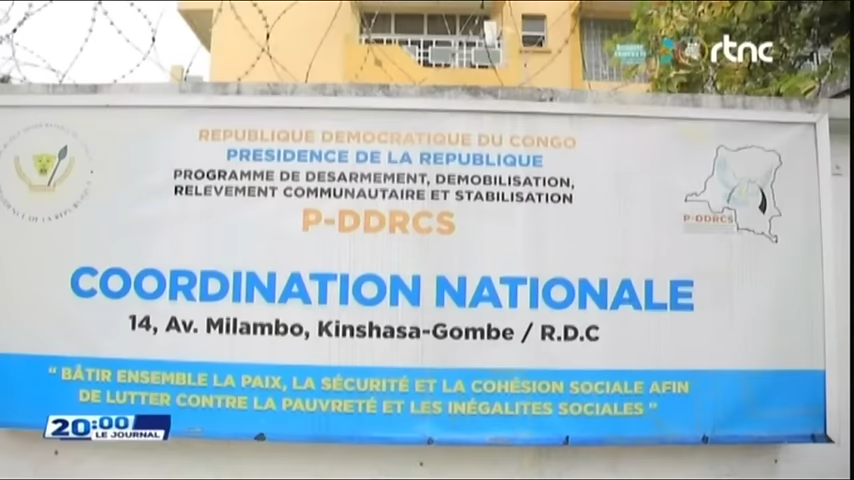 rtnc
REPUBLIQUE DEMOCRATIQUE DU CONGO
PRESIDENCE DE LA REPUBLIQUE
PROGRAMME DE DESARMEMENT, DEMOBILISATION,
RELEVEMENT COMMUNAUTAIRE ET STABILISATION
P-DDRCS
P-DDRCS
COORDINATION NATIONALE
14, Av. Milambo, Kinshasa-Gombe / R.D.C
“ BÂTIR ENSEMBLE LA PAIX, LA SÉCURITÉ ET LA COHÉSION SOCIALE AFIN
DE LUTTER CONTRE LA PAUVRETÉ ET LES INÉGALITES SOCIALES ”
20:00
LE JOURNAL